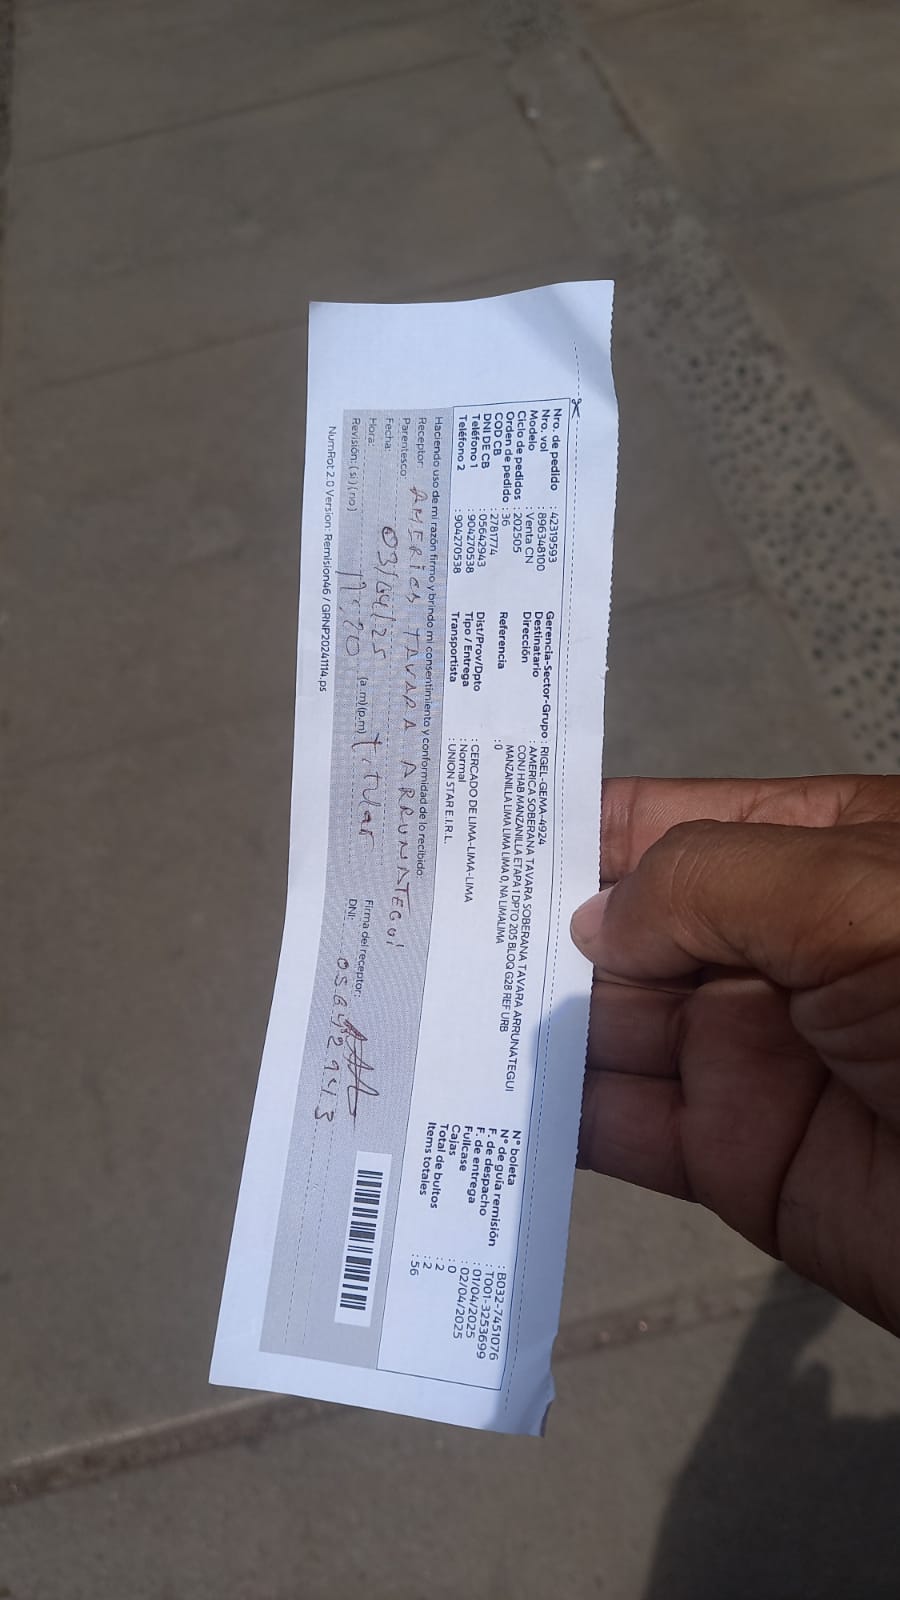 Nro. de pedido : 42319593
Nro. vol : 896348100
Modelo : Venta CN
Ciclo de pedidos : 202505
Orden de pedido : 36
COD CB : 2781774
DNI DE CB : 05642943
Teléfono 1 : 904270538
Teléfono 2 : 904270538
Gerencia-Sector-Grupo : RIGEL-GEMA-4924
Destinatario : AMERICA SOBERANA TAVARA SOBERANA TAVARA ARRUNATEGUI
Dirección : CONJ HAB MANZANILLA ETAPA 1 DPTO 205 BLOQ G28 REF URB
MANZANILLA LIMA LIMA LIMA 0, NA LIMALIMA
Referencia : 0
Dist/Prov/Dpto : CERCADO DE LIMA-LIMA-LIMA
Tipo / Entrega : Normal
Transportista : UNION STAR E.I.R.L.
N° boleta : B032-7451076
N° de guía remisión : T001-3253699
F. de despacho : 01/04/2025
F. de entrega : 02/04/2025
Fullcase : 0
Cajas : 2
Total de bultos : 2
Items totales : 56
Haciendo uso de mi razón firmo y brindo mi consentimiento y conformidad de lo recibido:
Receptor: AMERICA TAVARA ARRUNATEGUI
Parentesco:
Fecha: 03/04/25
Hora: (a.m)(p.m) titular
Revisión: ( si ) ( no )
Firma del receptor:
DNI:
NumRot 2.0 Version: Remision46 / GRNP20241114.ps